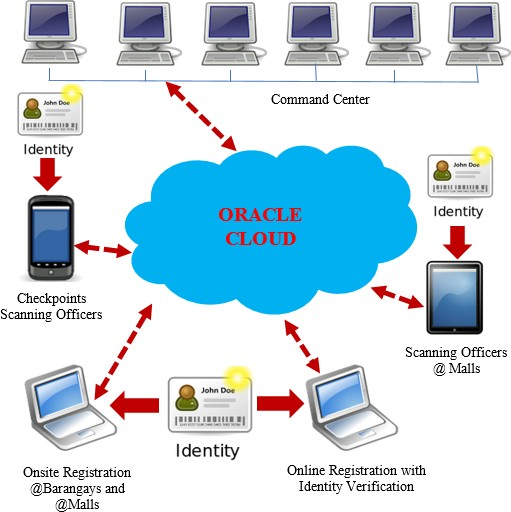 Command Center
John Doe
Identity
John Doe
Identity
ORACLE
CLOUD
Checkpoints
Scanning Officers
Scanning Officers
@ Malls
John Doe
Identity
Onsite Registration
@Barangays and
@Malls
Online Registration with
Identity Verification